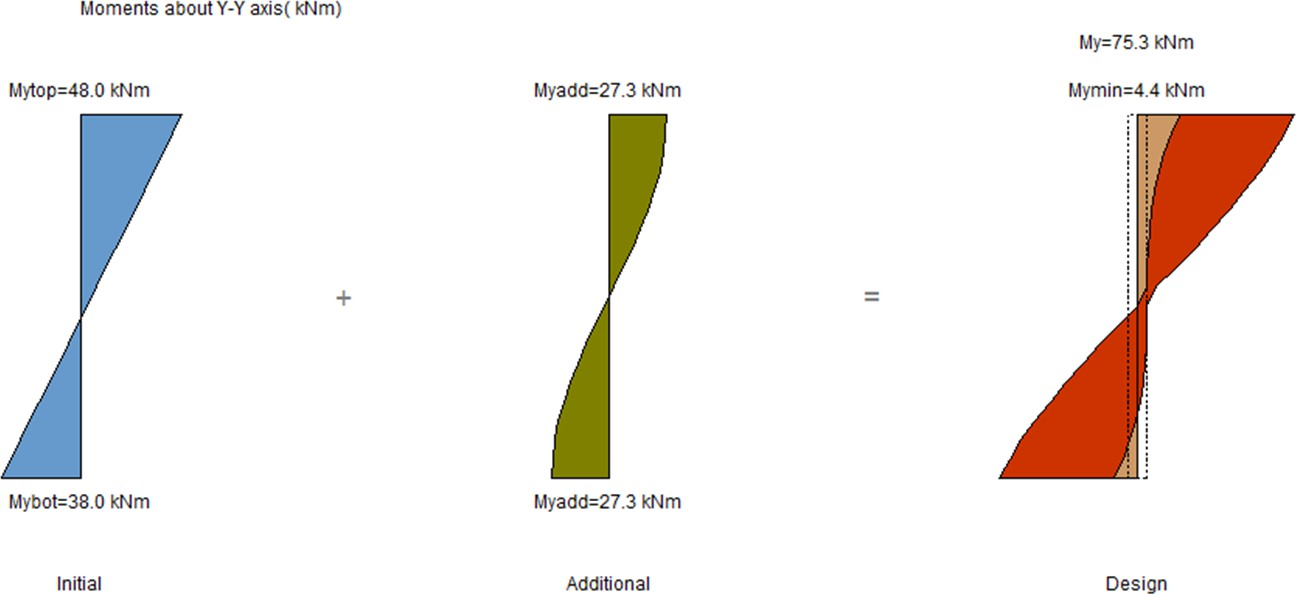 Moments about Y-Y axis( kNm)
My=75.3 kNm
Mytop=48.0 kNm
Myadd=27.3 kNm
Mymin=4.4 kNm
+
=
Mybot=38.0 kNm
Myadd=27.3 kNm
Initial
Additional
Design